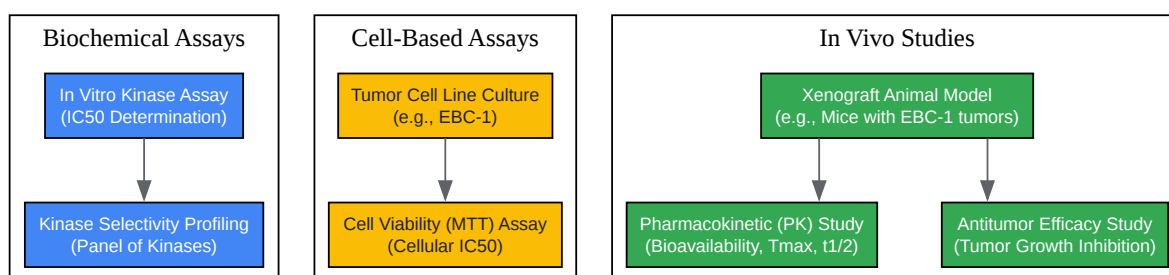 Biochemical Assays
In Vitro Kinase Assay
(IC50 Determination)
Kinase Selectivity Profiling
(Panel of Kinases)
Cell-Based Assays
Tumor Cell Line Culture
(e.g., EBC-1)
Cell Viability (MTT) Assay
(Cellular IC50)
In Vivo Studies
Xenograft Animal Model
(e.g., Mice with EBC-1 tumors)
Pharmacokinetic (PK) Study
(Bioavailability, Tmax, t1/2)
Antitumor Efficacy Study
(Tumor Growth Inhibition)